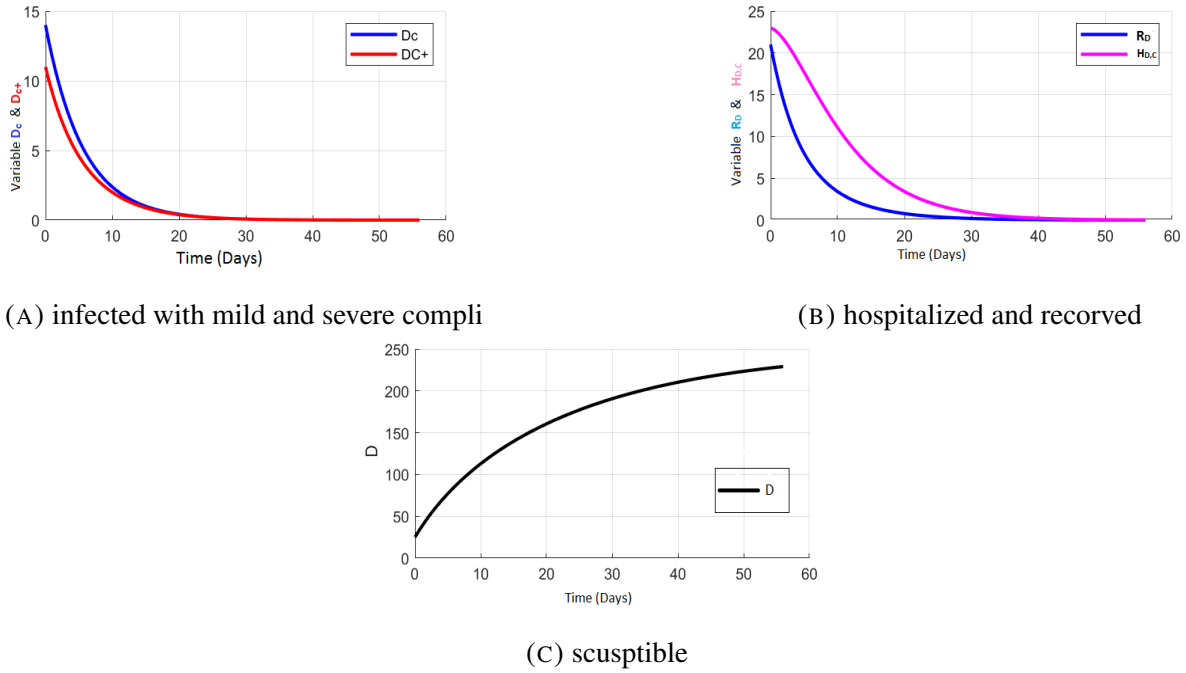 15
10
5
0
0 10 20 30 40 50 60
Variable Dc & Dc+
Time (Days)
Dc
DC+
25
20
15
10
5
0
0 10 20 30 40 50 60
Variable RD & HD,C
Time (Days)
RD
HD,C
(A) infected with mild and severe compli
(B) hospitalized and recorved
250
200
150
100
50
0
0 10 20 30 40 50 60
D
Time (Days)
D
(C) scusptible